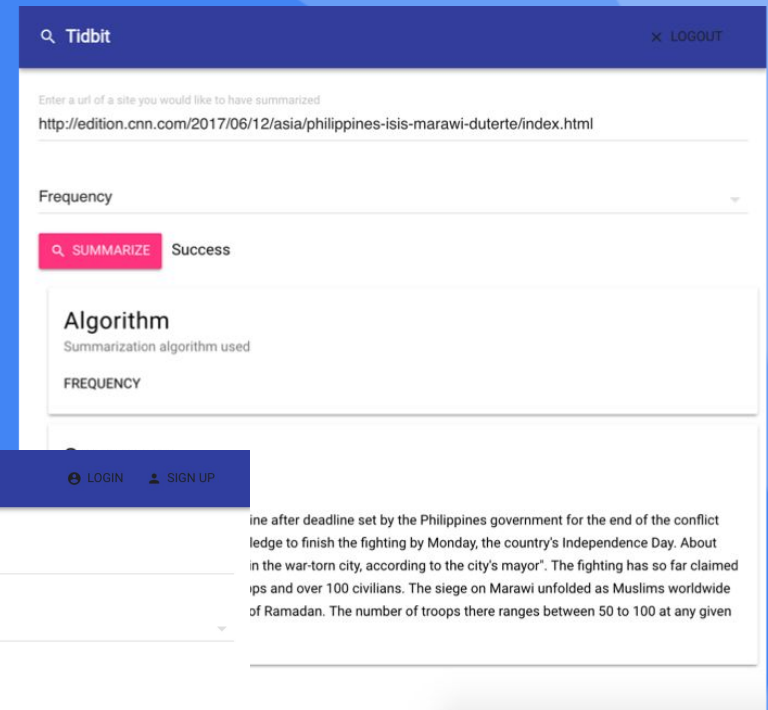 Tidbit
LOGOUT
Enter a url of a site you would like to have summarized
http://edition.cnn.com/2017/06/12/asia/philippines-isis-marawi-duterte/index.html
Frequency
SUMMARIZE Success
Algorithm
Summarization algorithm used
FREQUENCY
LOGIN SIGN UP
after deadline set by the Philippines government for the end of the conflict
to finish the fighting by Monday, the country's Independence Day. About
in the war-torn city, according to the city's mayor". The fighting has so far claimed
and over 100 civilians. The siege on Marawi unfolded as Muslims worldwide
of Ramadan. The number of troops there ranges between 50 to 100 at any given